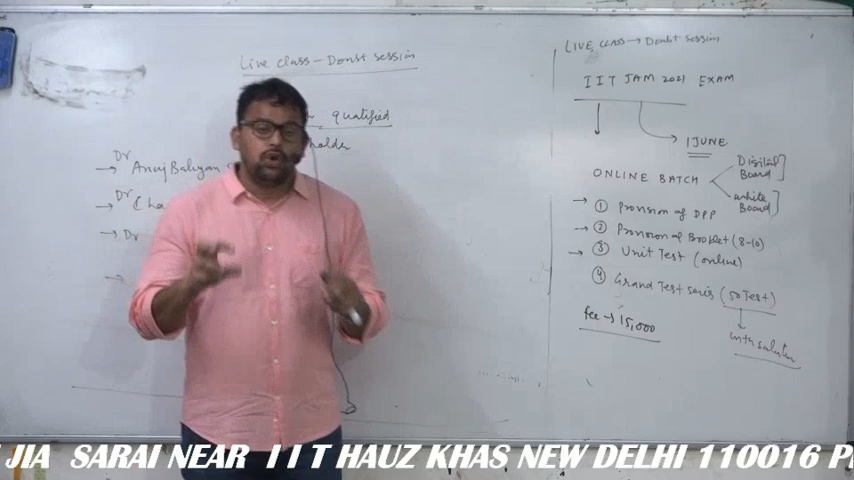 Live class - Doubt session
qualified
holder
→ Dr Anuj Baliyan
→ Dr Cha
→ Dr
→
LIVE CLASS → Doubt session
IIT JAM 2021 EXAM
→ 1 JUNE
ONLINE BATCH
Digital Board
White Board
→ ① Provision of DPP
→ ② Provision of Booklet (8-10)
→ ③ Unit Test (online)
④ Grand Test Series (50 Test)
fee → 15,000
with
JIA SARAI NEAR I I T HAUZ KHAS NEW DELHI 110016 P